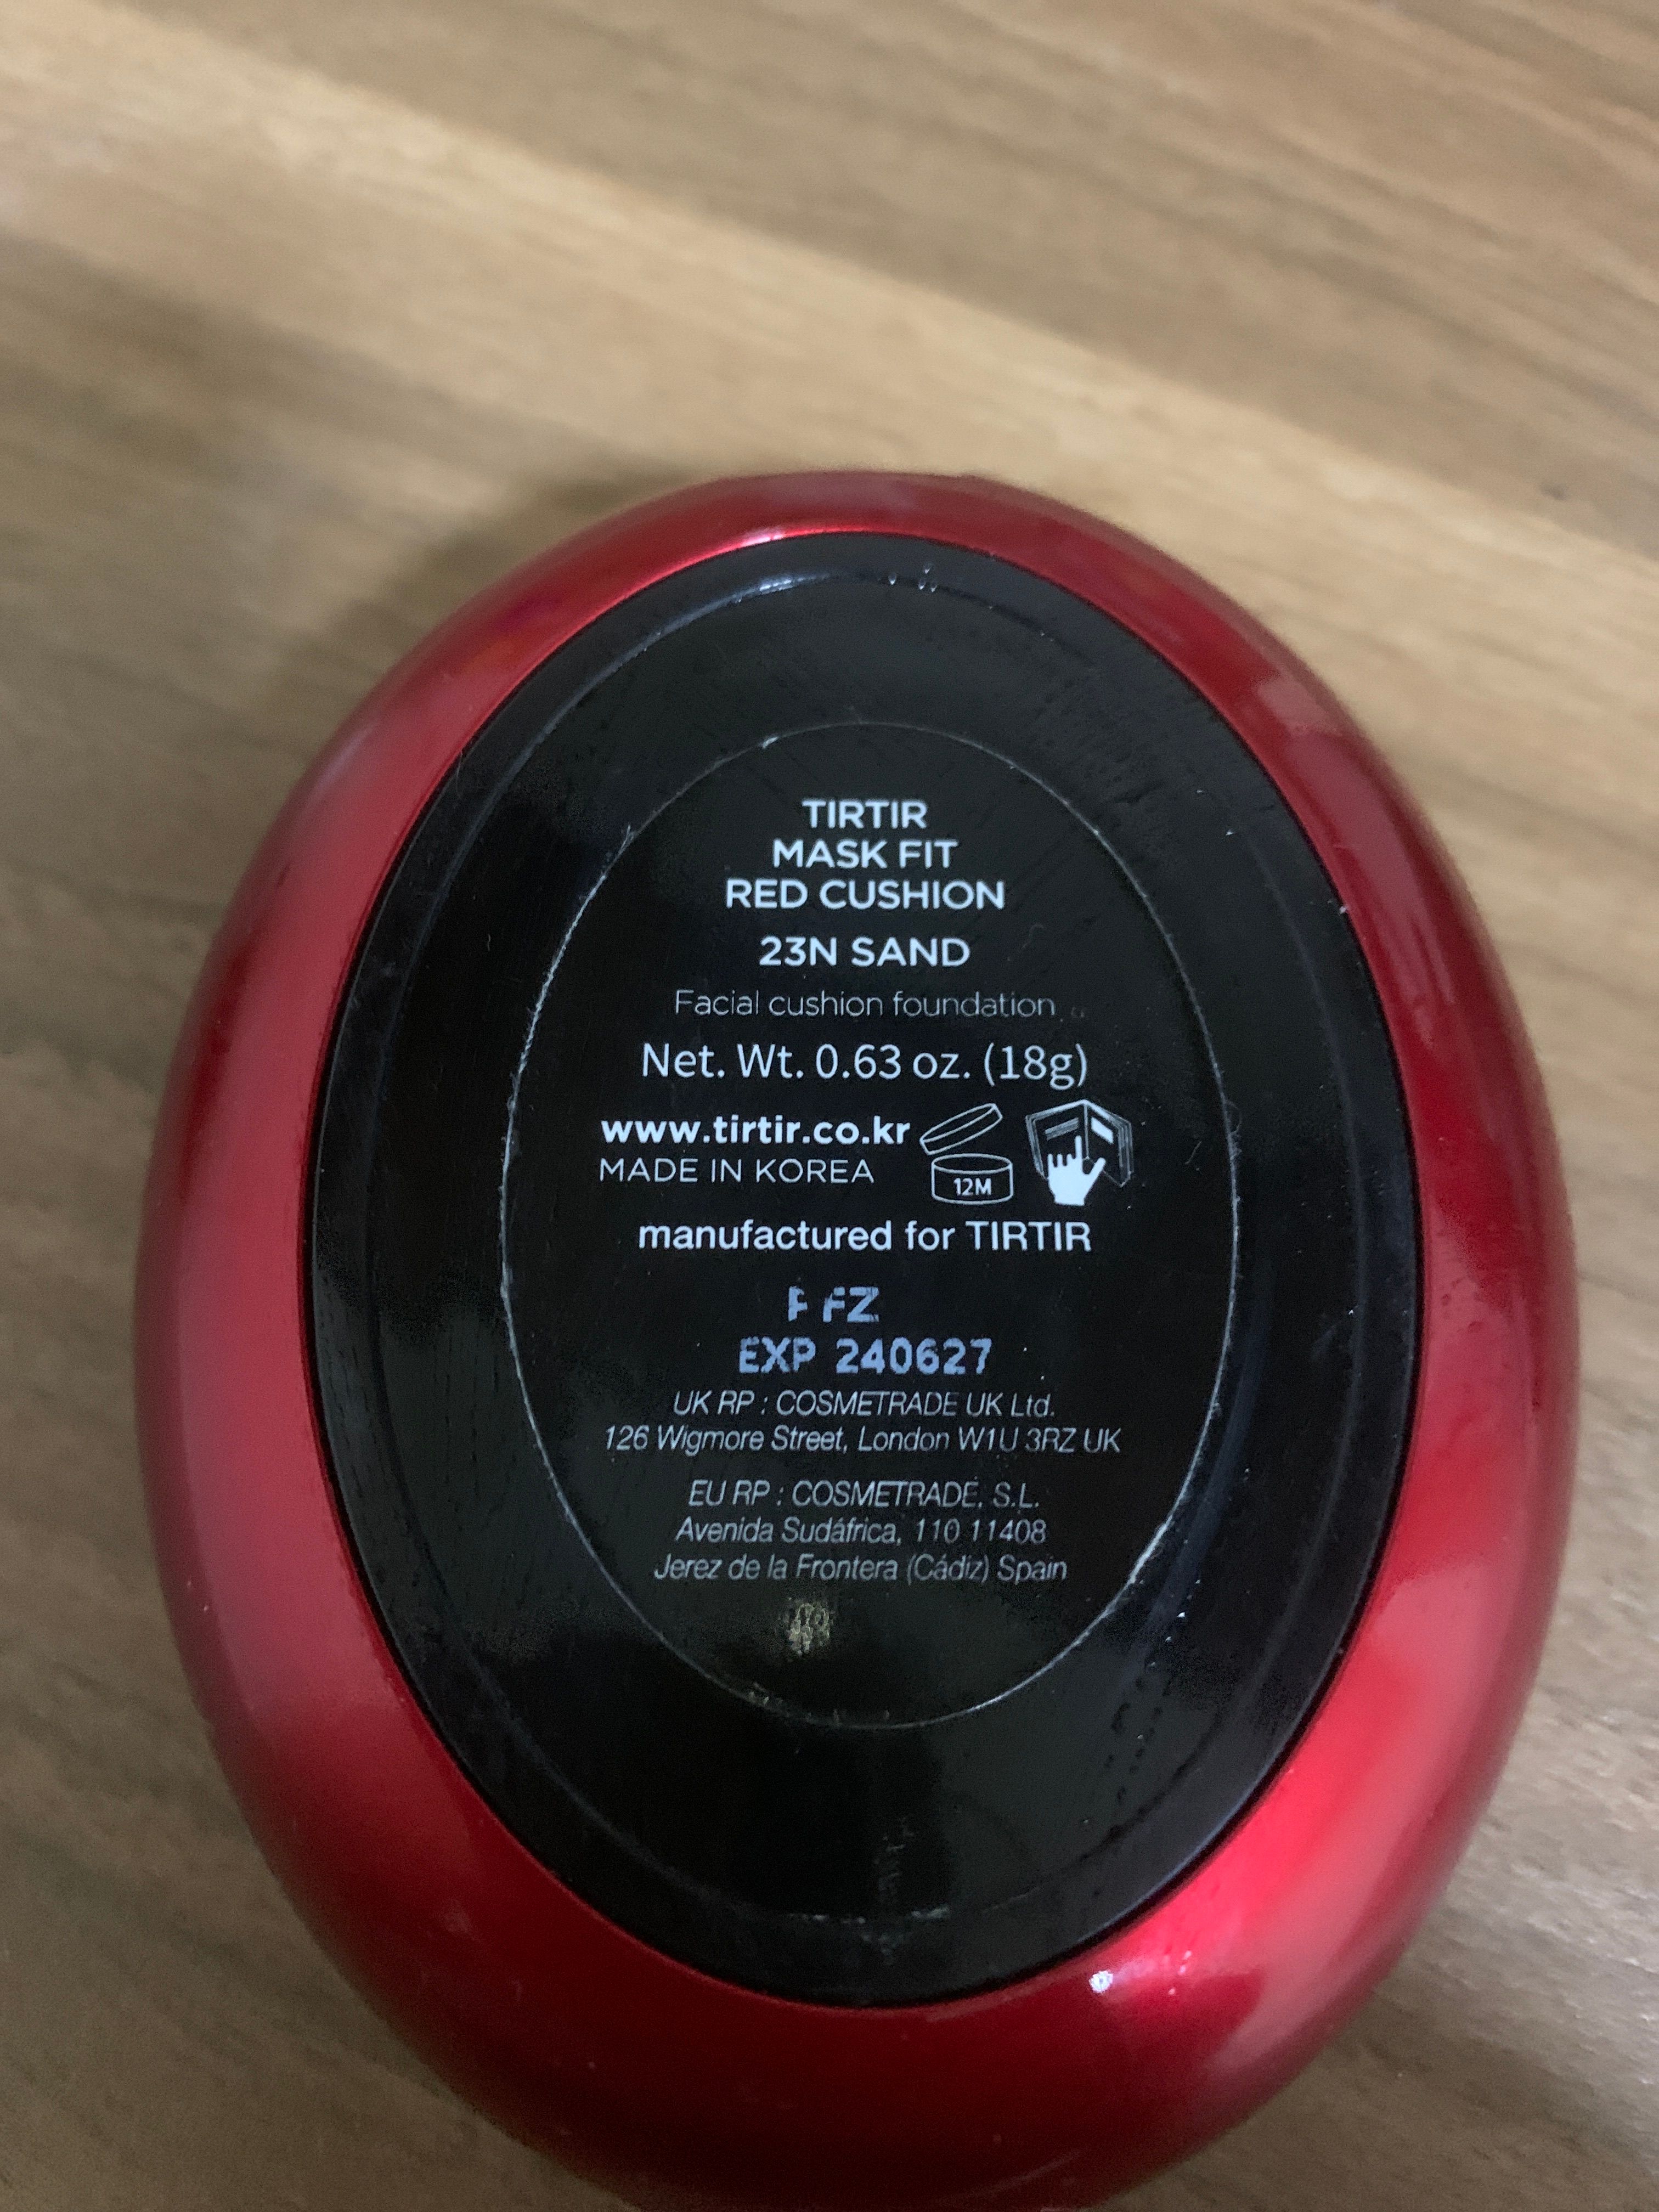 TIRTIR
MASK FIT
RED CUSHION
23N SAND
Facial cushion foundation
Net. Wt. 0.63 oz. (18g)
www.tirtir.co.kr
MADE IN KOREA
12M
manufactured for TIRTIR
EXP 240627
UK RP : COSMETRADE UK Ltd.
126 Wigmore Street, London W1U 3RZ UK
EU RP : COSMETRADE, S.L.
Avenida Sudáfrica, 110 11408
Jerez de la Frontera (Cádiz) Spain